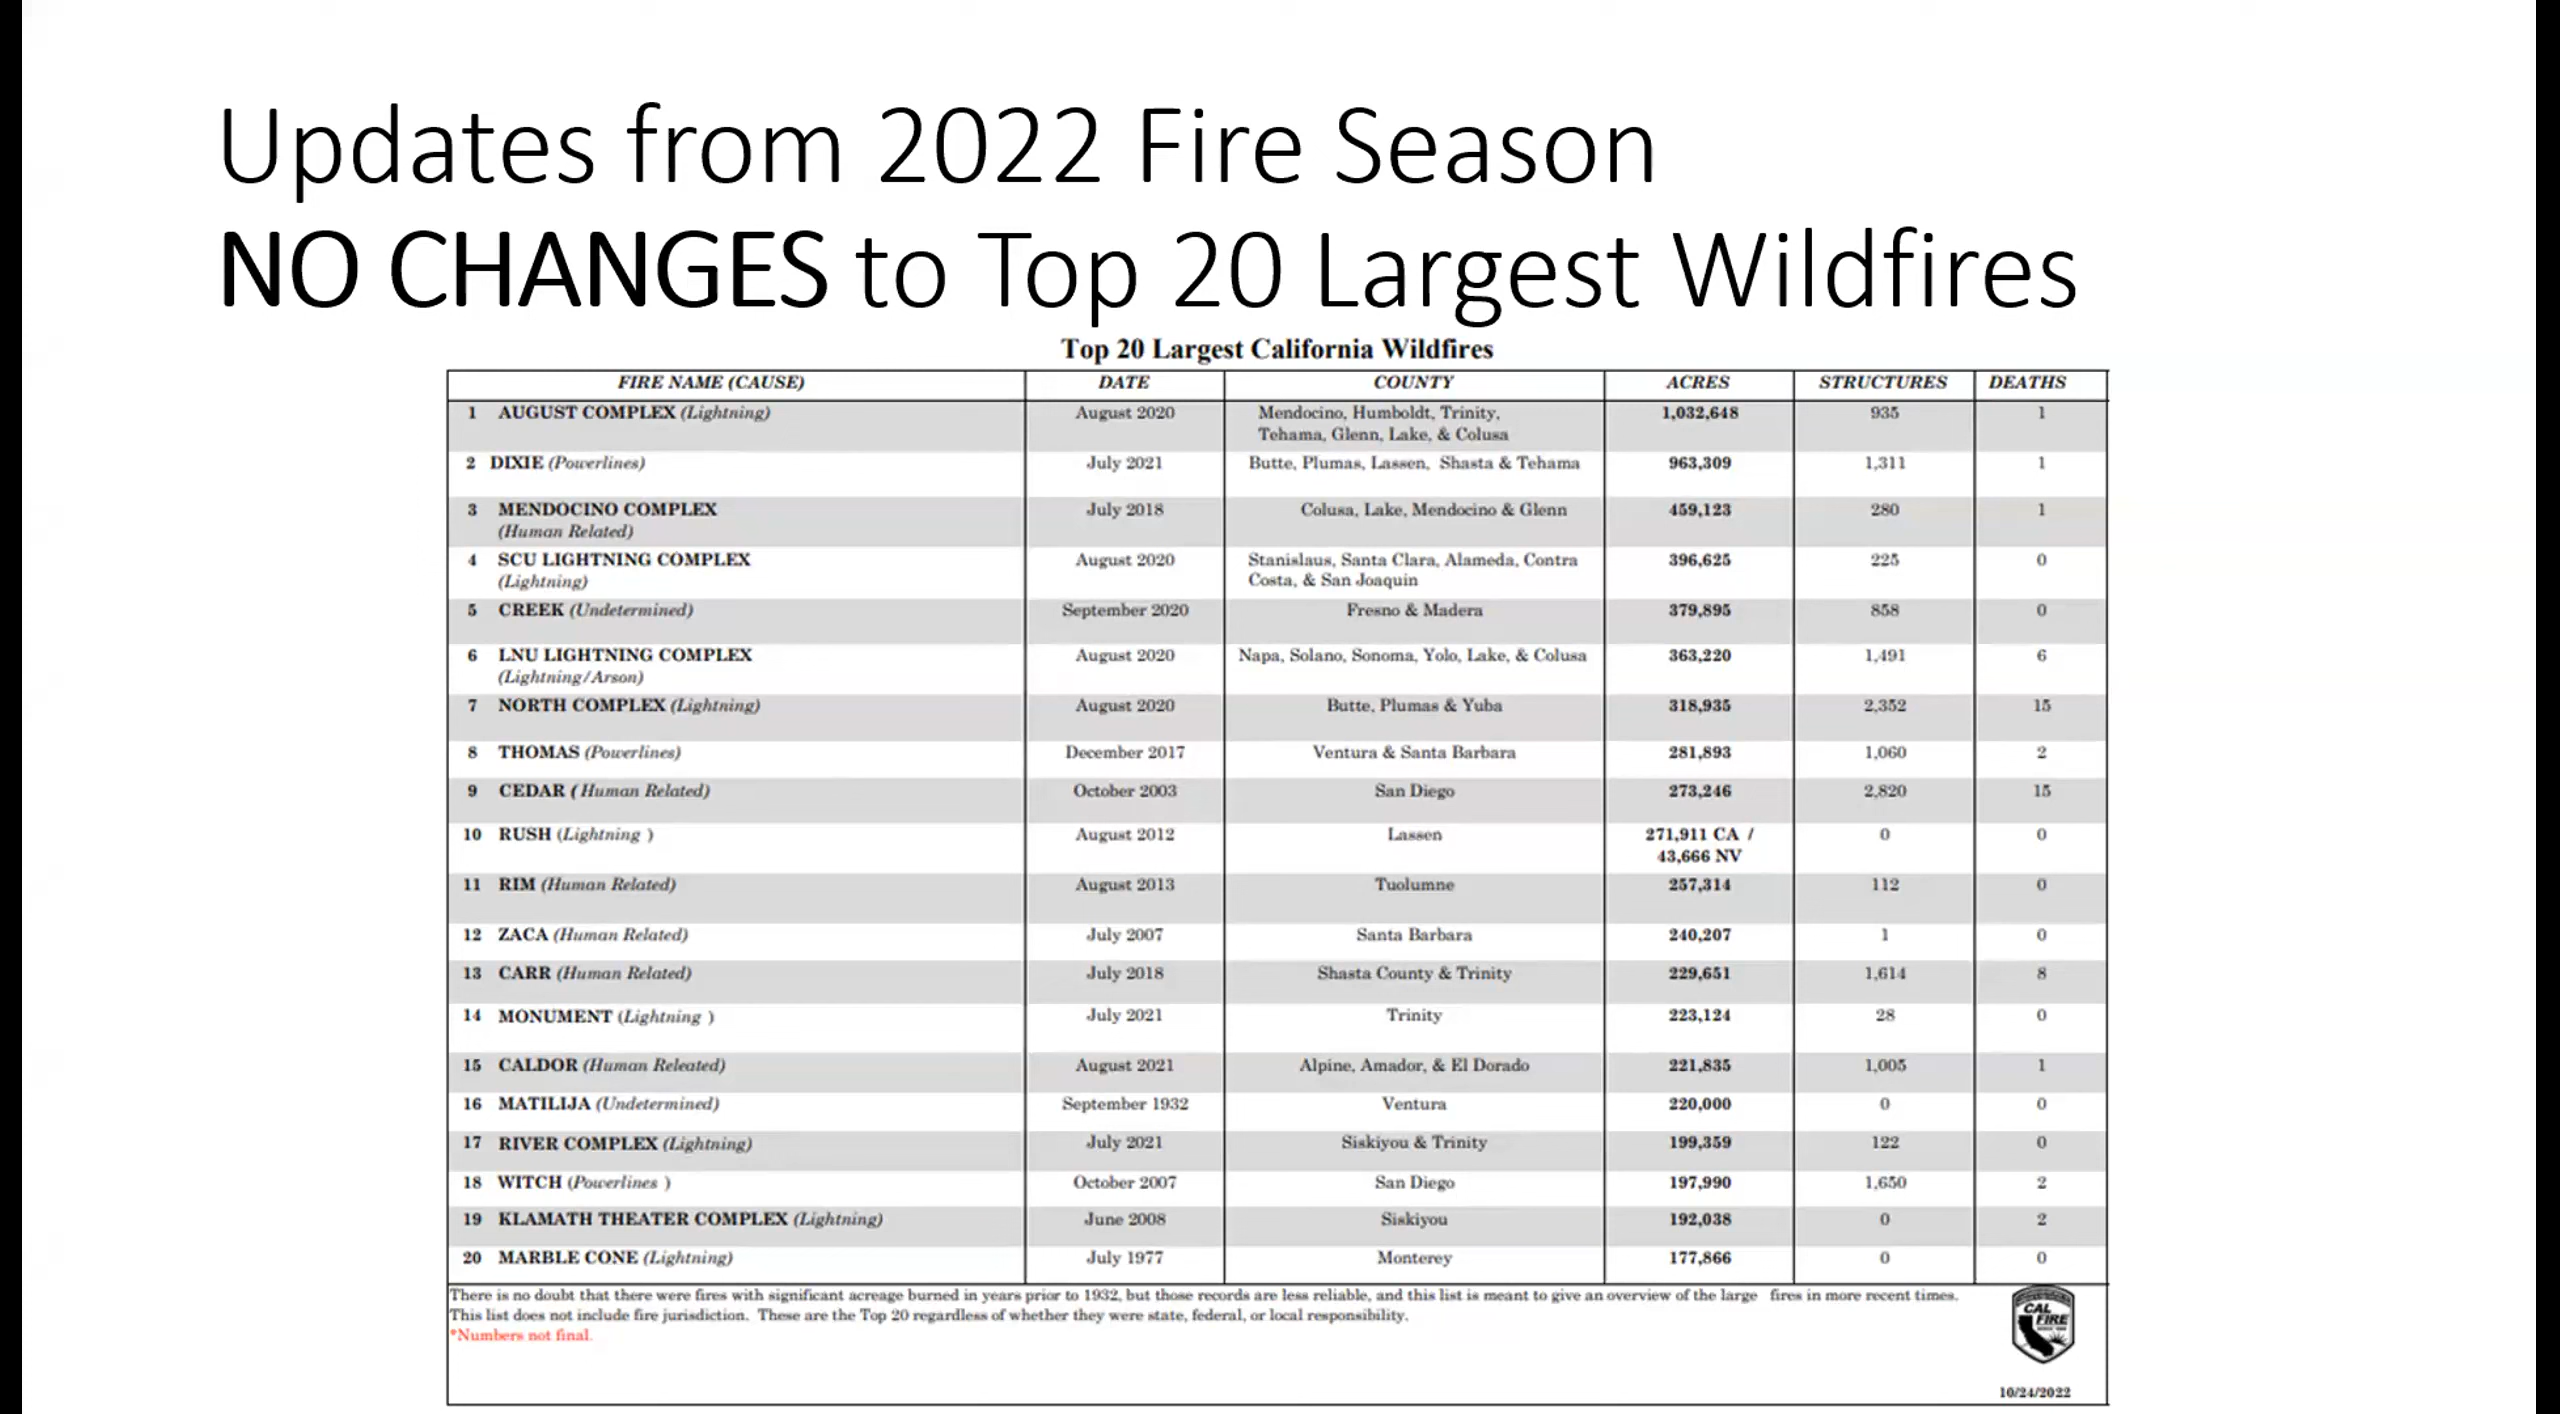 Updates from 2022 Fire Season
NO CHANGES to Top 20 Largest Wildfires
Top 20 Largest California Wildfires
FIRE NAME (CAUSE) DATE COUNTY ACRES STRUCTURES DEATHS
1 AUGUST COMPLEX (Lightning) August 2020 Mendocino, Humboldt, Trinity, 1,032,648 935 1
Tehama, Glenn, Lake, & Colusa
2 DIXIE (Powerlines) July 2021 Butte, Plumas, Lassen, Shasta & Tehama 963,309 1,311 1
3 MENDOCINO COMPLEX July 2018 Colusa, Lake, Mendocino & Glenn 459,123 280 1
(Human Related)
4 SCU LIGHTNING COMPLEX August 2020 Stanislaus, Santa Clara, Alameda, Contra 396,625 225 0
(Lightning) Costa, & San Joaquin
5 CREEK (Undetermined) September 2020 Fresno & Madera 379,895 858 0
6 LNU LIGHTNING COMPLEX August 2020 Napa, Solano, Sonoma, Yolo, Lake, & Colusa 363,220 1,491 6
(Lightning/Arson)
7 NORTH COMPLEX (Lightning) August 2020 Butte, Plumas & Yuba 318,935 2,352 15
8 THOMAS (Powerlines) December 2017 Ventura & Santa Barbara 281,893 1,060 2
9 CEDAR ( Human Related) October 2003 San Diego 273,246 2,820 15
10 RUSH (Lightning ) August 2012 Lassen 271,911 CA / 0 0
43,666 NV
11 RIM (Human Related) August 2013 Tuolumne 257,314 112 0
12 ZACA (Human Related) July 2007 Santa Barbara 240,207 1 0
13 CARR (Human Related) July 2018 Shasta County & Trinity 229,651 1,614 8
14 MONUMENT (Lightning ) July 2021 Trinity 223,124 28 0
15 CALDOR (Human Releated) August 2021 Alpine, Amador, & El Dorado 221,835 1,005 1
16 MATILIJA (Undetermined) September 1932 Ventura 220,000 0 0
17 RIVER COMPLEX (Lightning) July 2021 Siskiyou & Trinity 199,359 122 0
18 WITCH (Powerlines ) October 2007 San Diego 197,990 1,650 2
19 KLAMATH THEATER COMPLEX (Lightning) June 2008 Siskiyou 192,038 0 2
20 MARBLE CONE (Lightning) July 1977 Monterey 177,866 0 0
There is no doubt that there were fires with significant acreage burned in years prior to 1932, but those records are less reliable, and this list is meant to give an overview of the large fires in more recent times.
This list does not include fire jurisdiction. These are the Top 20 regardless of whether they were state, federal, or local responsibility.
*Numbers not final.
CAL
FIRE
10/24/2022